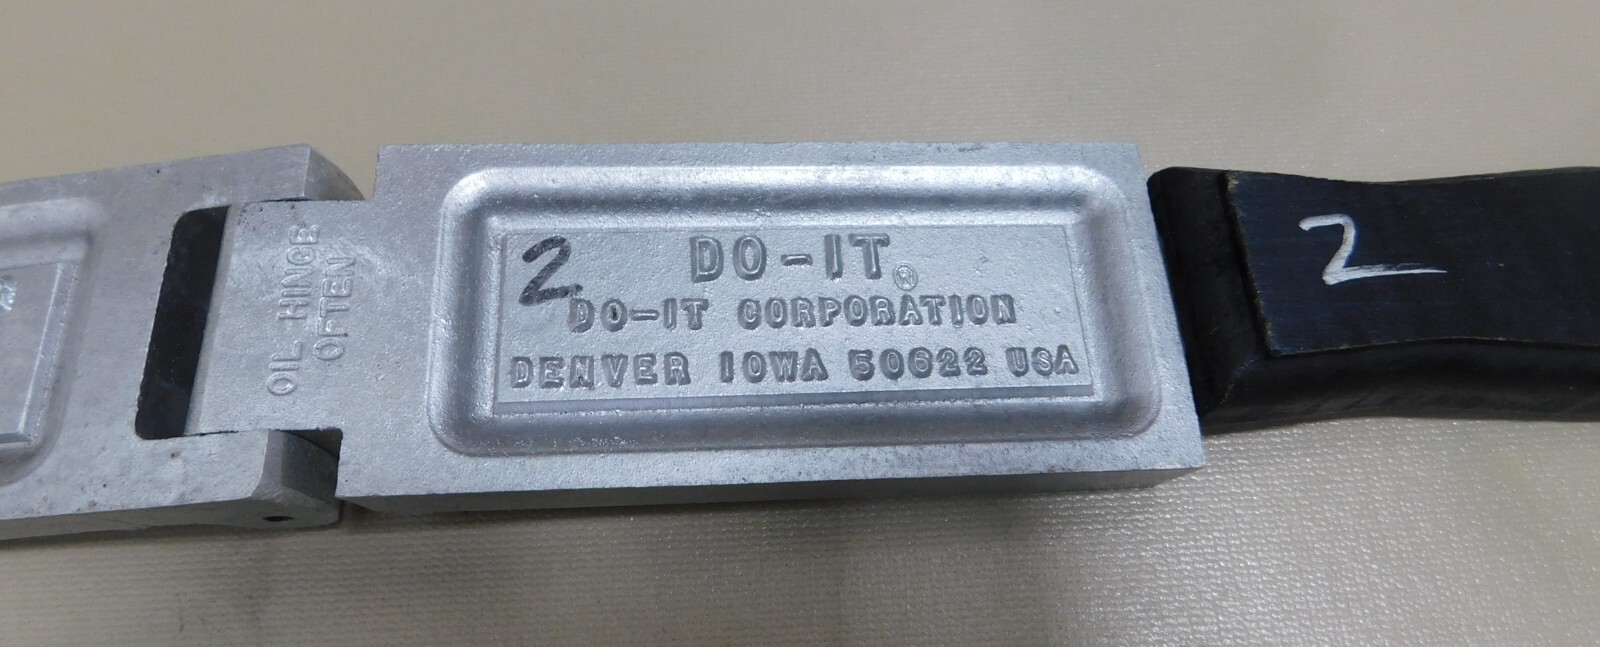 OIL HINGE
OFTEN
2
DO-IT®
DO-IT CORPORATION
DENVER IOWA 50622 USA
2